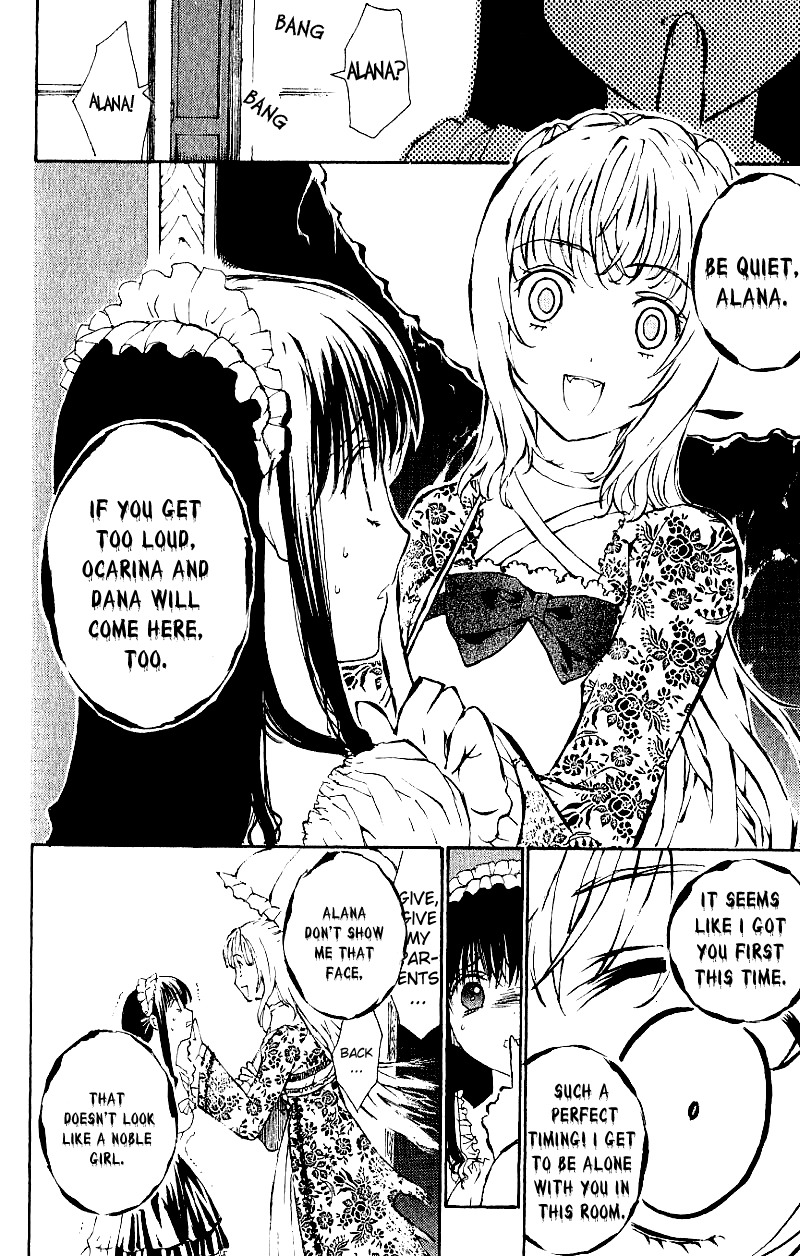 BANG
ALANA?
BANG
ALANA!
BE QUIET,
ALANA.
IF YOU GET
TOO LOUD,
OCARINA AND
DANA WILL
COME HERE,
TOO.
IT SEEMS
LIKE I GOT
YOU FIRST
THIS TIME.
SUCH A
PERFECT
TIMING! I GET
TO BE ALONE
WITH YOU IN
THIS ROOM.
GIVE,
GIVE
MY
PAR-
ENTS
...
BACK
...
ALANA
DON'T SHOW
ME THAT
FACE.
THAT
DOESN'T LOOK
LIKE A NOBLE
GIRL.